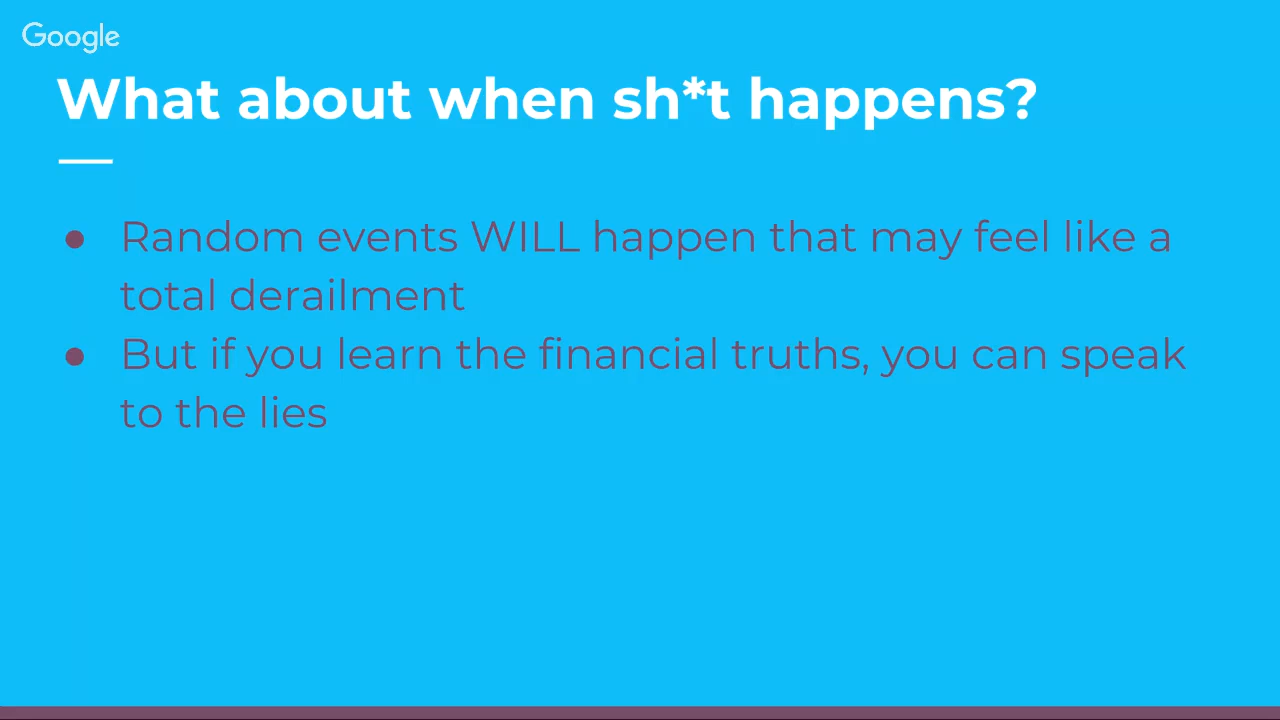 Google
What about when sh*t happens?
● Random events WILL happen that may feel like a
total derailment
● But if you learn the financial truths, you can speak
to the lies